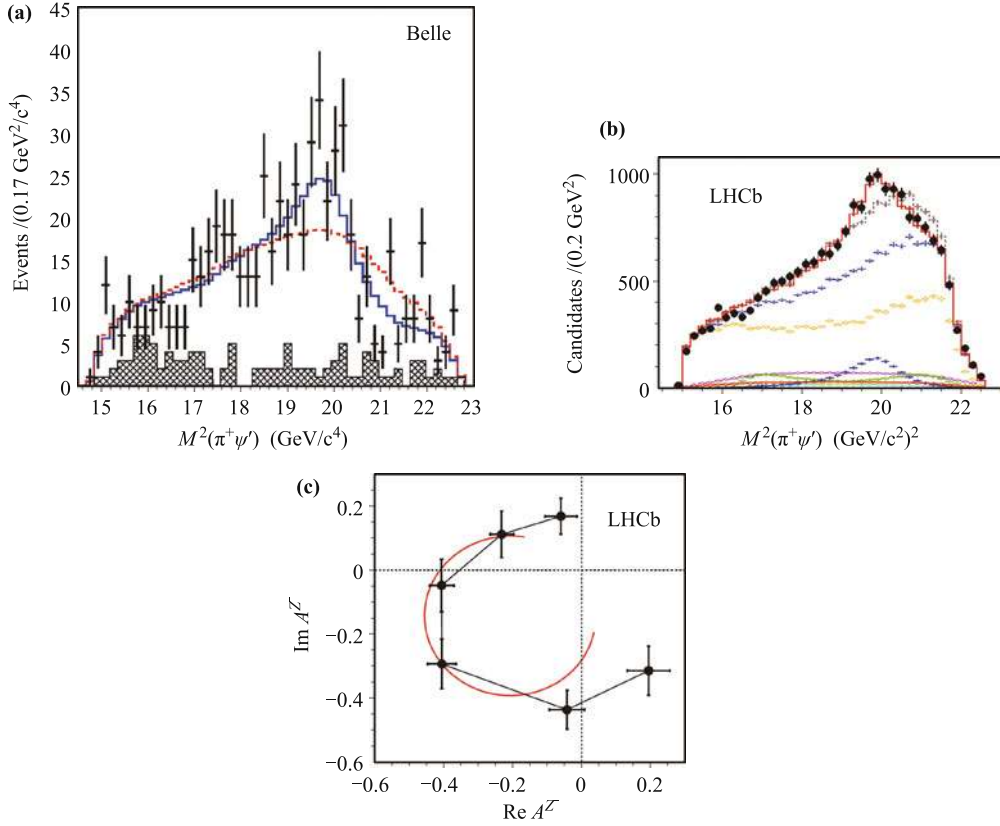 (a)
Belle
Events /(0.17 GeV²/c⁴)
45
40
35
30
25
20
15
10
5
0
15 16 17 18 19 20 21 22 23
M²(π⁺ψ′) (GeV/c⁴)
(b)
LHCb
Candidates /(0.2 GeV²)
1000
500
0
16 18 20 22
M²(π⁺ψ′) (GeV/c²)²
(c)
LHCb
Im A^Z⁻
0.2
0
−0.2
−0.4
−0.6
−0.6 −0.4 −0.2 0 0.2
Re A^Z⁻